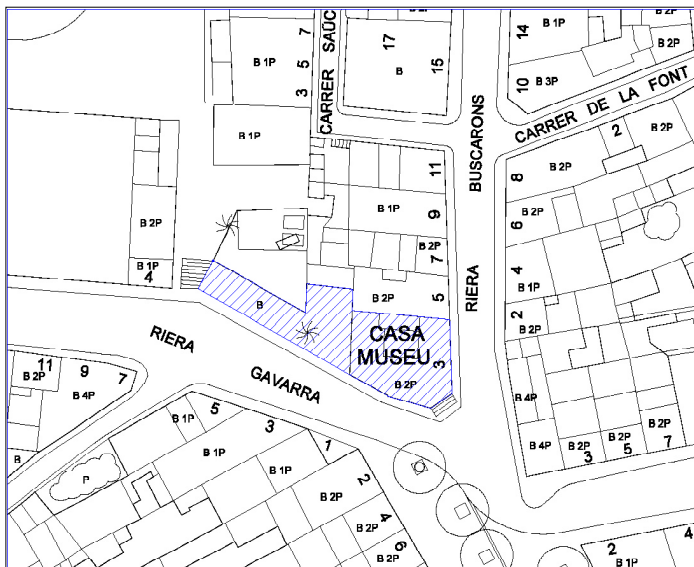 7
5
3
B 1P
B 1P
CARRER SAÜC
17
B
15
B 2P
14
B 1P
B 2P
10
B 3P
CARRER DE LA FONT
BUSCARONS
RIERA
2
B 2P
8
B 2P
6
B 2P
4
B 1P
2
B 2P
11
B 1P
9
B 2P
7
B 2P
5
B 2P
B 1P
4
B
CASA
MUSEU
3
B 2P
RIERA
GAVARRA
11
B 2P
9
B 4P
7
B
B 4P
B 4P
B 2P
3
B 2P
5
B 2P
7
5
B 1P
3
B 1P
1
B 1P
P
2
B 2P
4
B 2P
6
B 2P
2
B 1P
4